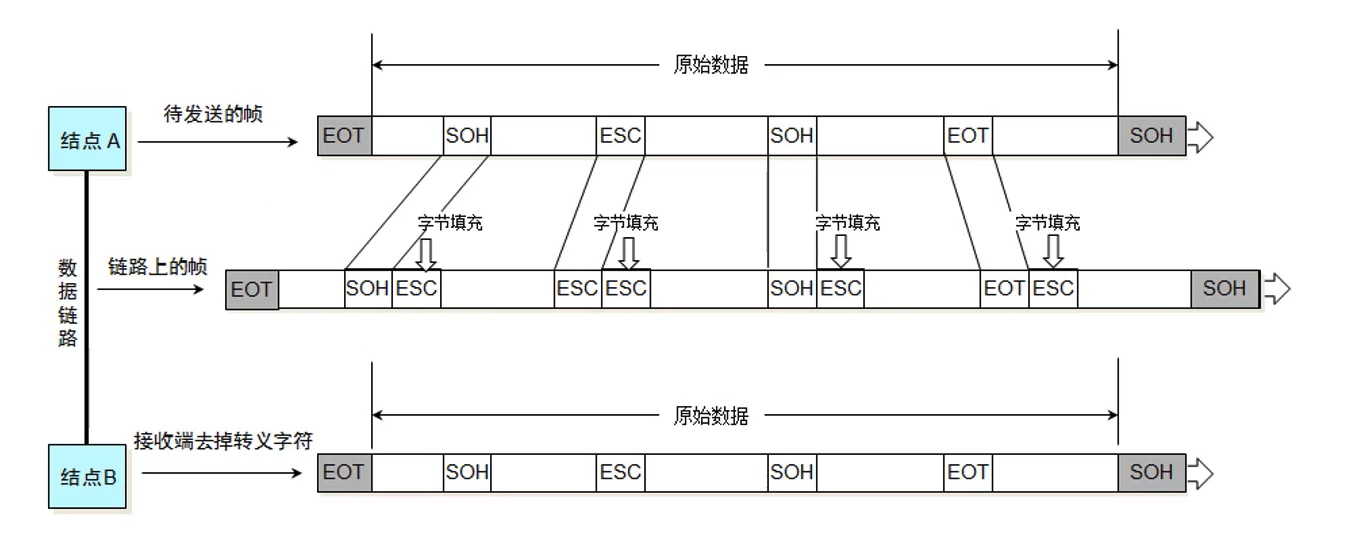 原始数据
结点 A
待发送的帧
EOT SOH ESC SOH EOT SOH
字节填充 字节填充 字节填充 字节填充
数据链路
链路上的帧
EOT SOH ESC ESC ESC SOH ESC EOT ESC SOH
原始数据
接收端去掉转义字符
结点B
EOT SOH ESC SOH EOT SOH